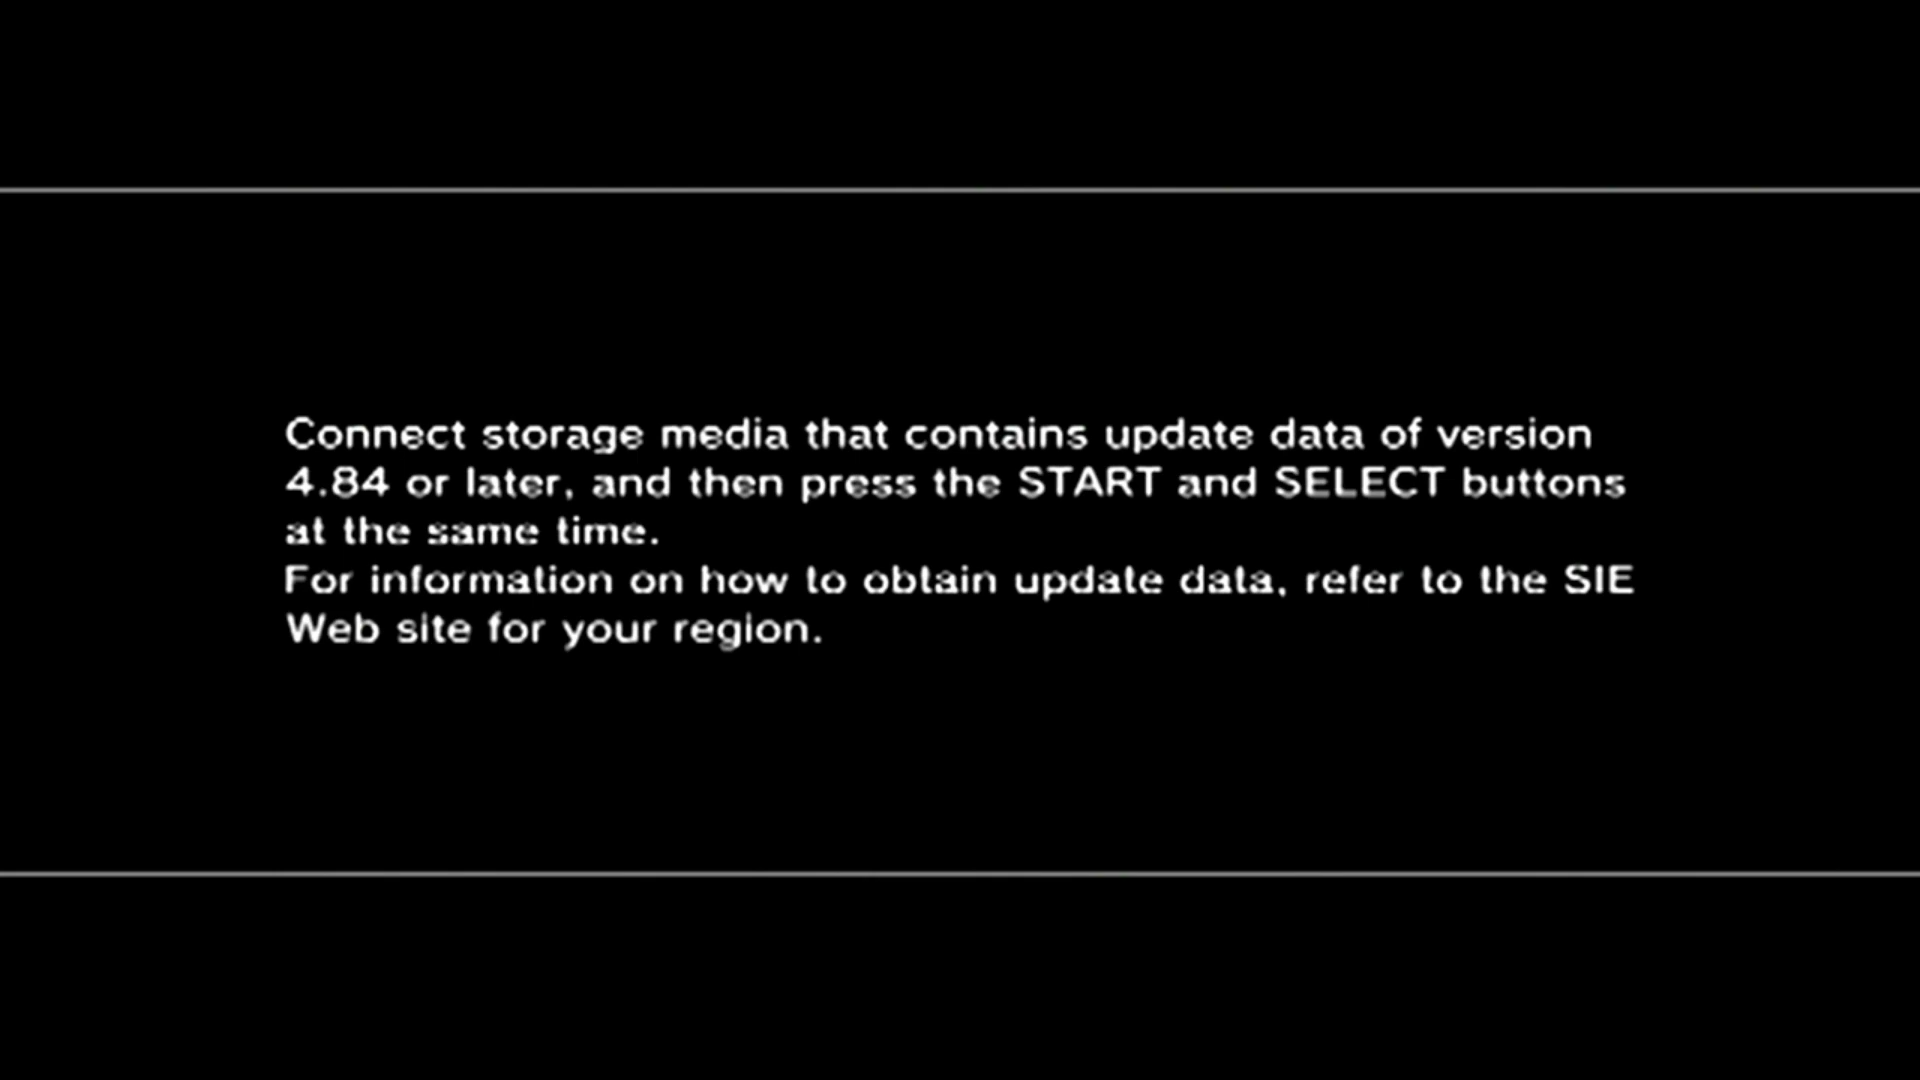 Connect storage media that contains update data of version
4.84 or later, and then press the START and SELECT buttons
at the same time.
For information on how to obtain update data, refer to the SIE
Web site for your region.